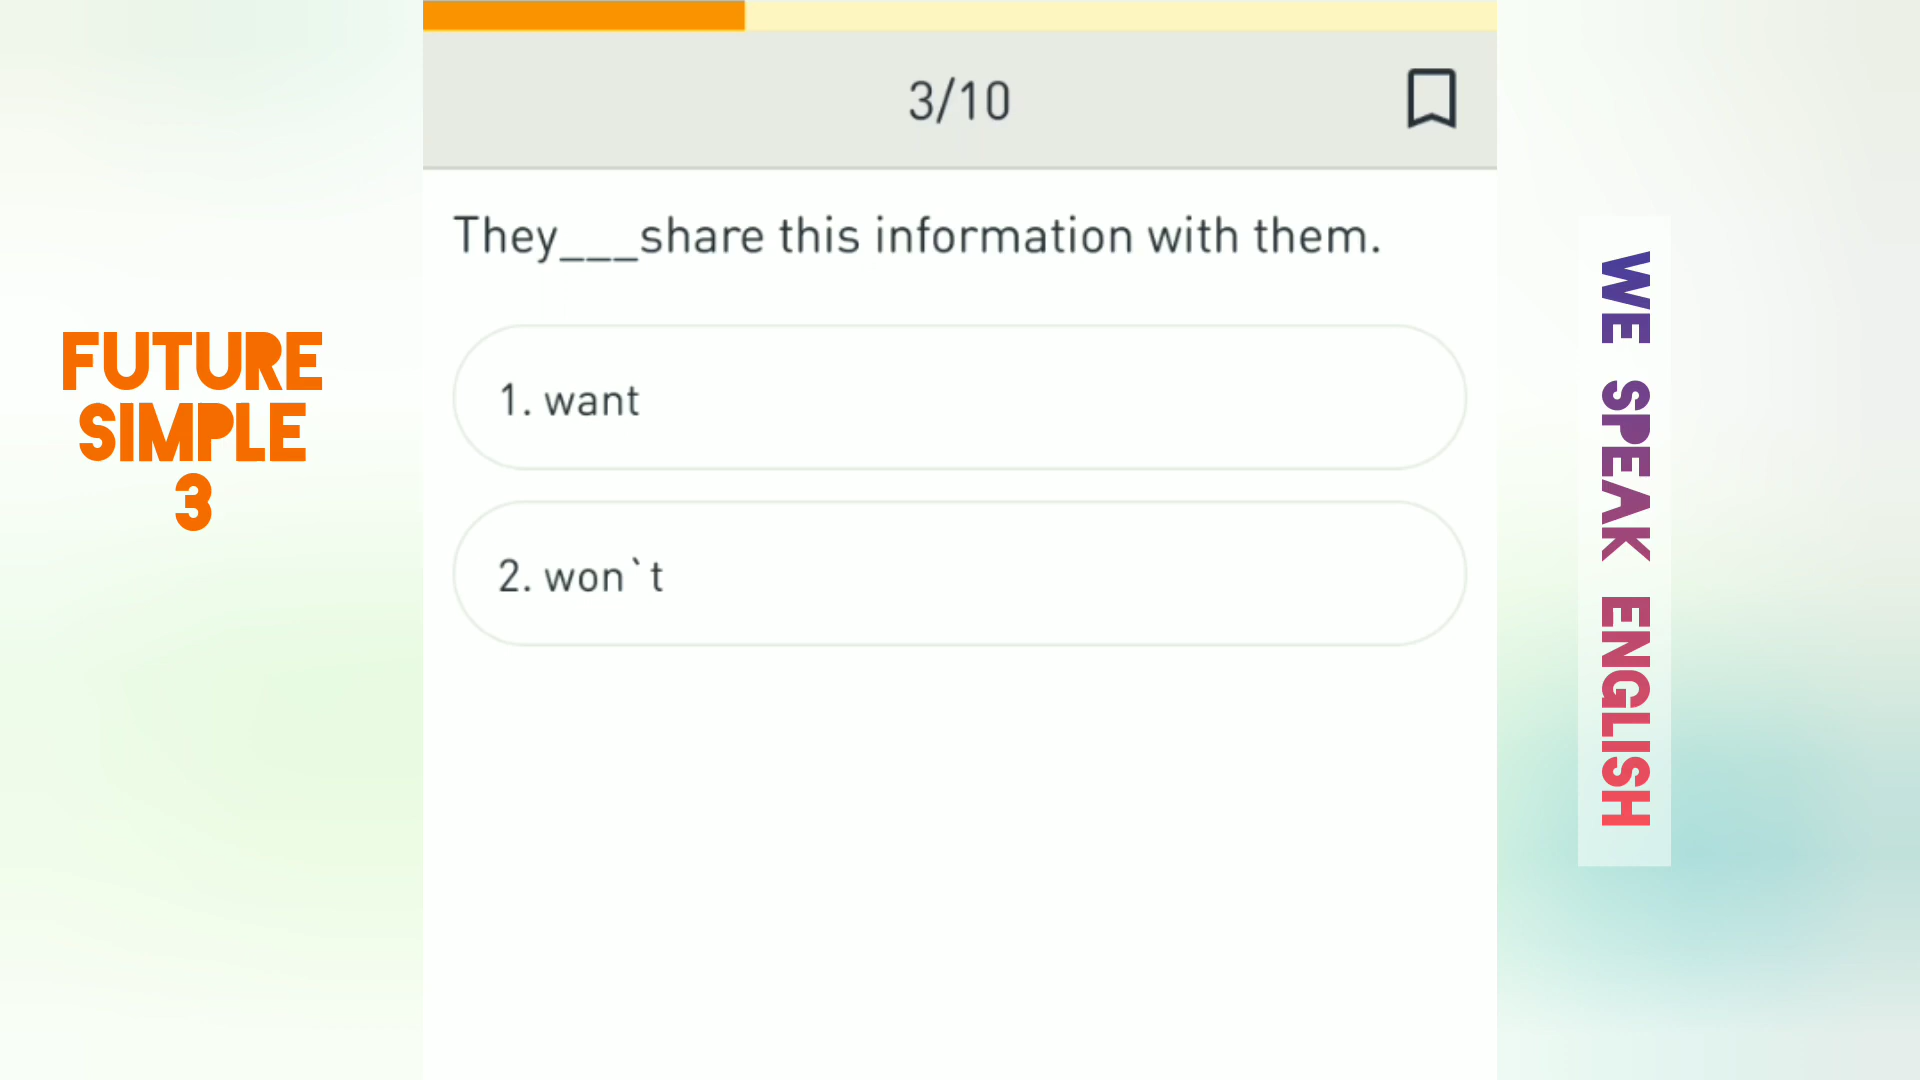 3/10
They___share this information with them.
1. want
2. won`t
FUTURE
SIMPLE
3
WE SPEAK ENGLISH